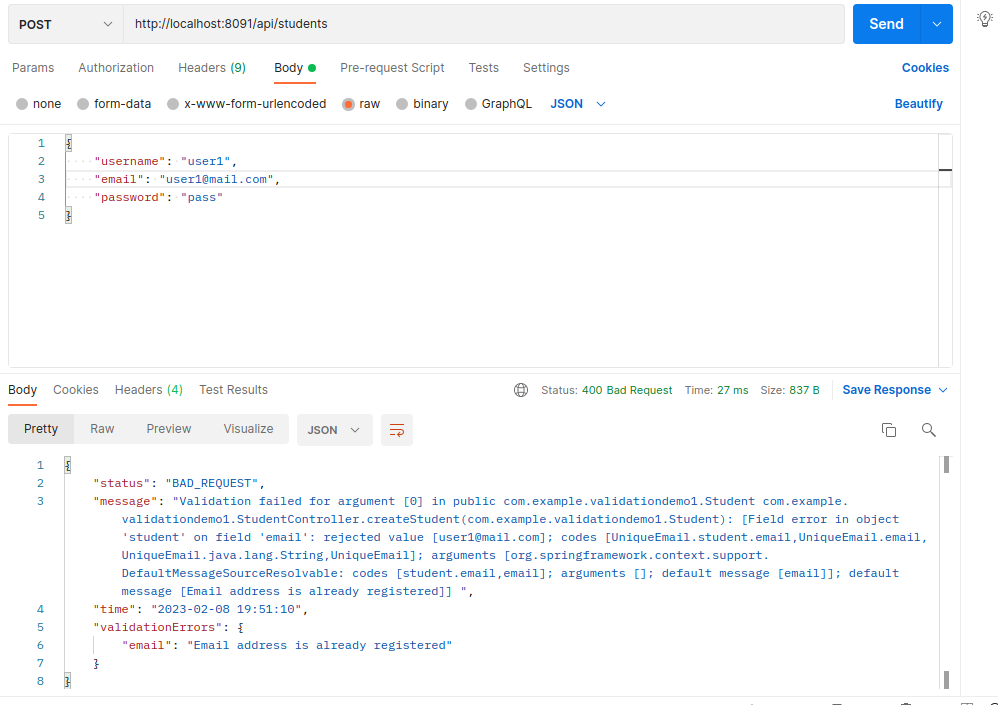 POST http://localhost:8091/api/students Send
Params Authorization Headers (9) Body Pre-request Script Tests Settings Cookies
none form-data x-www-form-urlencoded raw binary GraphQL JSON Beautify
1 {
2 "username": "user1",
3 "email": "user1@mail.com",
4 "password": "pass"
5 }
Body Cookies Headers (4) Test Results Status: 400 Bad Request Time: 27 ms Size: 837 B Save Response
Pretty Raw Preview Visualize JSON
1 {
2 "status": "BAD_REQUEST",
3 "message": "Validation failed for argument [0] in public com.example.validationdemo1.Student com.example.
validationdemo1.StudentController.createStudent(com.example.validationdemo1.Student): [Field error in object
'student' on field 'email': rejected value [user1@mail.com]; codes [UniqueEmail.student.email,UniqueEmail.email,
UniqueEmail.java.lang.String,UniqueEmail]; arguments [org.springframework.context.support.
DefaultMessageSourceResolvable: codes [student.email,email]; arguments []; default message [email]]; default
message [Email address is already registered]] ",
4 "time": "2023-02-08 19:51:10",
5 "validationErrors": {
6 "email": "Email address is already registered"
7 }
8 }